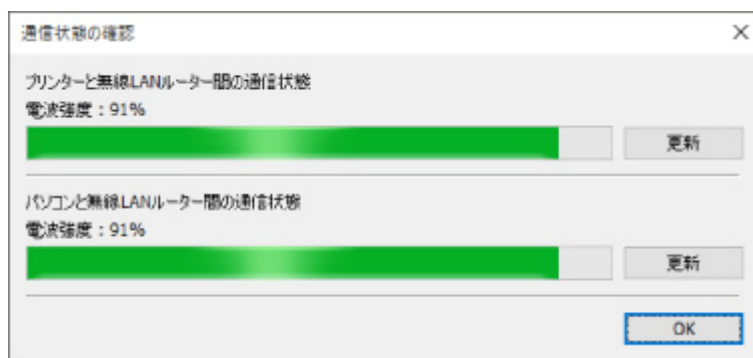 通信状態の確認
プリンターと無線LANルーター間の通信状態
電波強度：91%
更新
パソコンと無線LANルーター間の通信状態
電波強度：91%
更新
OK